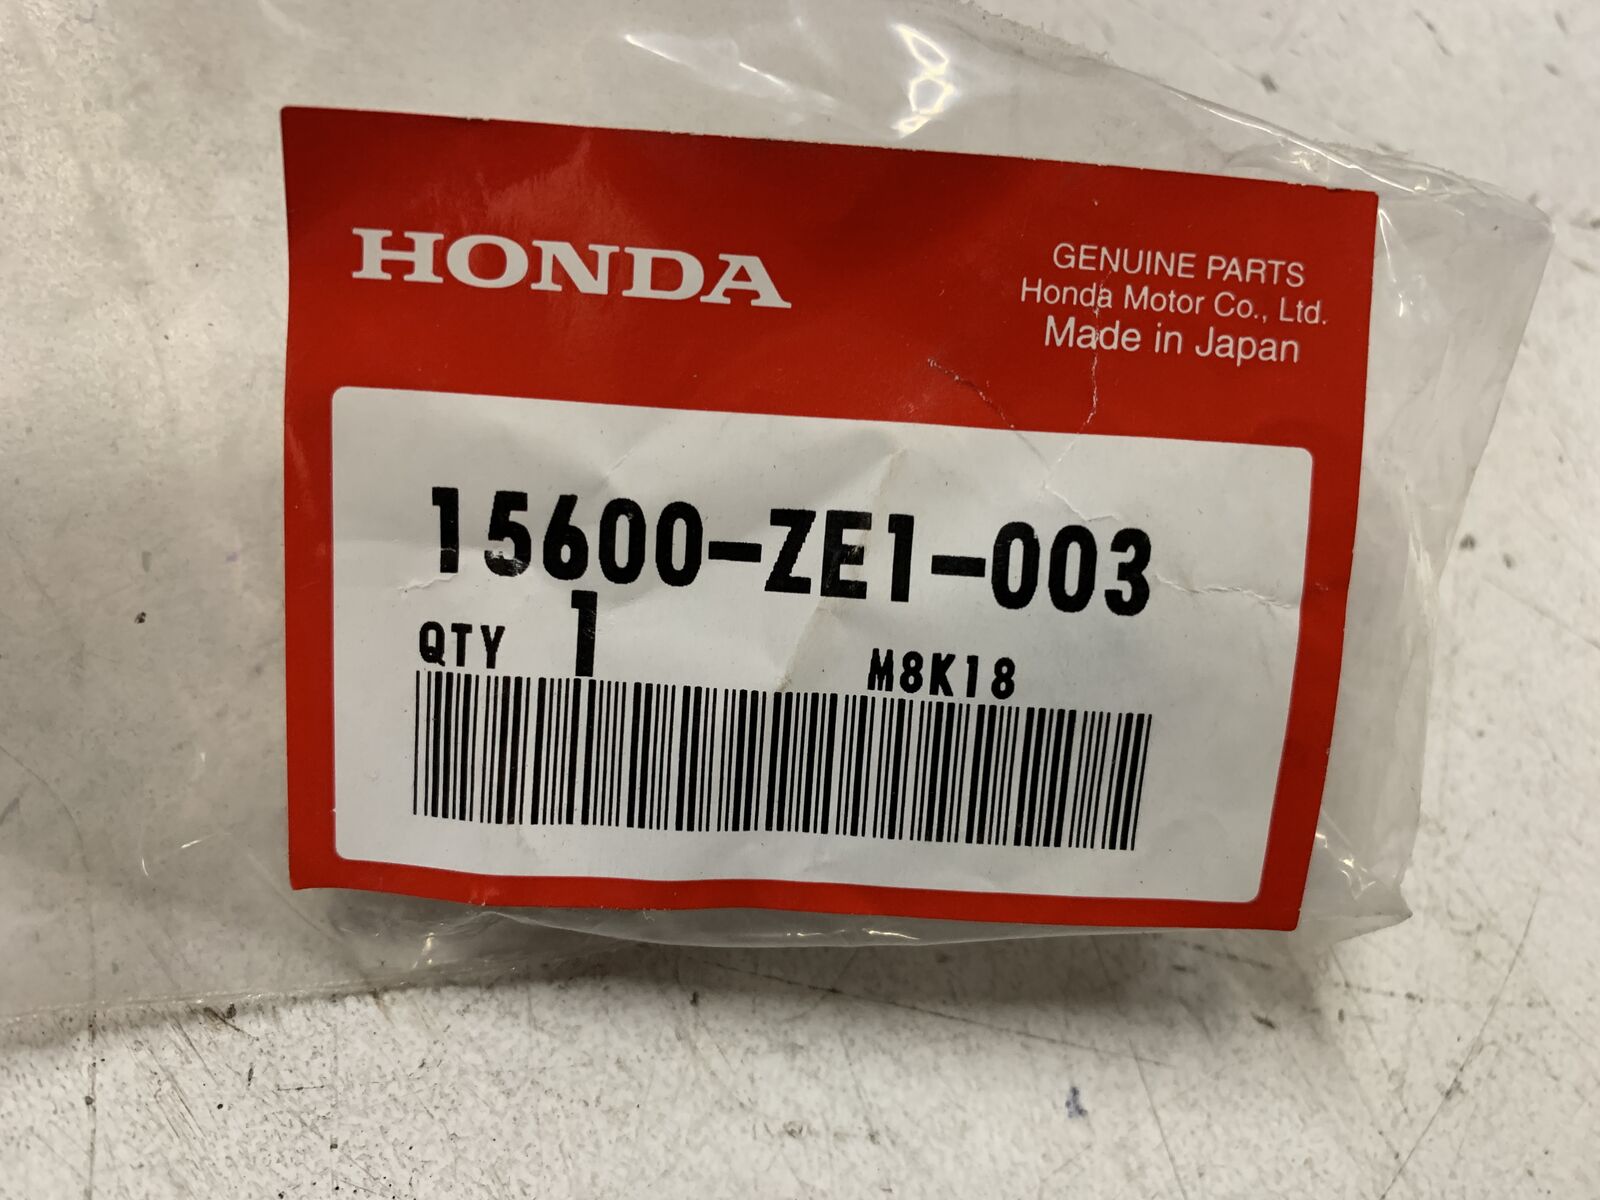 HONDA
GENUINE PARTS
Honda Motor Co., Ltd.
Made in Japan
15600-ZE1-003
QTY 1 M8K18